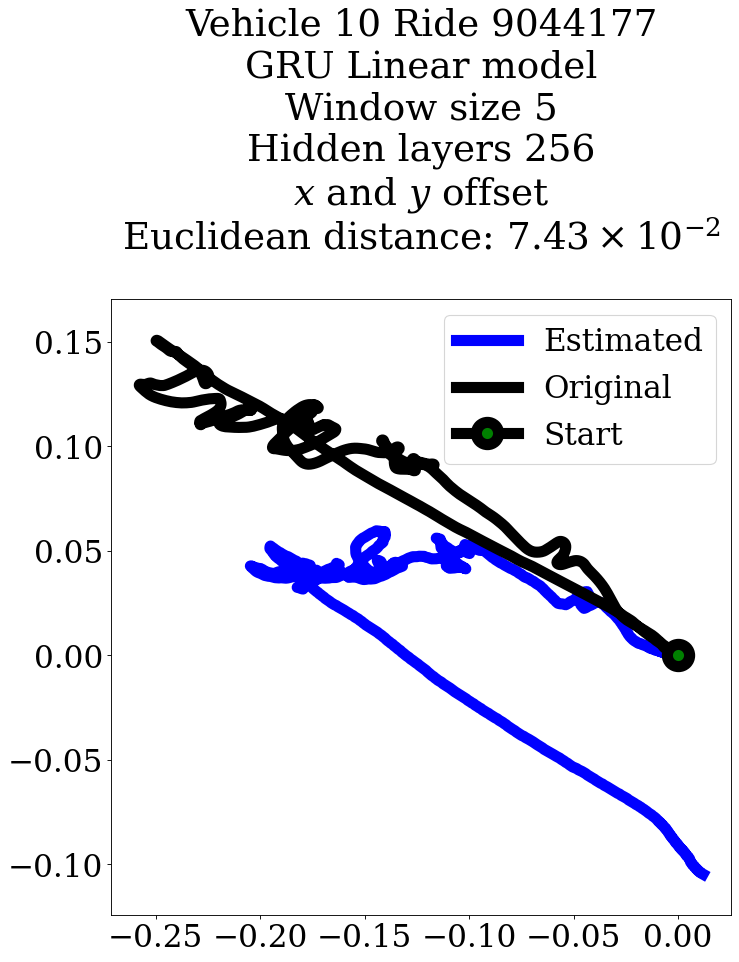 Vehicle 10 Ride 9044177
GRU Linear model
Window size 5
Hidden layers 256
x and y offset
Euclidean distance: 7.43 × 10⁻²
Estimated
Original
Start
0.15
0.10
0.05
0.00
−0.05
−0.10
−0.25 −0.20 −0.15 −0.10 −0.05 0.00